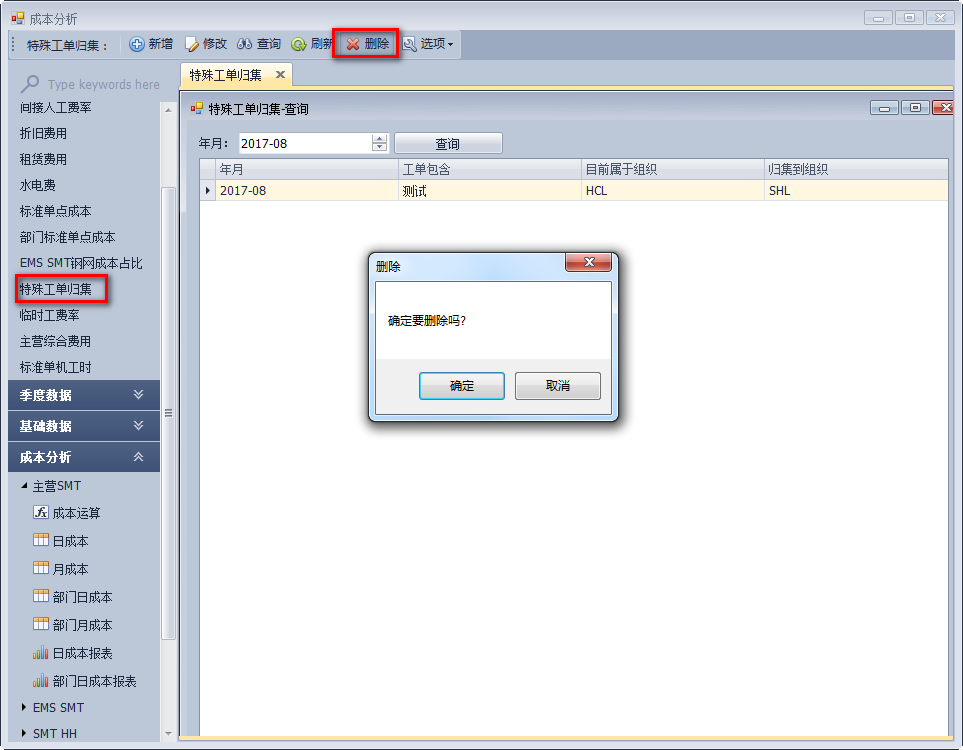 成本分析
特殊工单归集： 新增 修改 查询 刷新 删除 选项
Type keywords here
间接人工费率
折旧费用
租赁费用
水电费
标准单点成本
部门标准单点成本
EMS SMT钢网成本占比
特殊工单归集
临时工费率
主营综合费用
标准单机工时
季度数据
基础数据
成本分析
主营SMT
成本运算
日成本
月成本
部门日成本
部门月成本
日成本报表
部门日成本报表
EMS SMT
SMT HH
特殊工单归集
特殊工单归集-查询
年月： 2017-08 查询
年月 工单包含 目前属于组织 归集到组织
2017-08 测试 HCL SHL
删除
确定要删除吗?
确定 取消